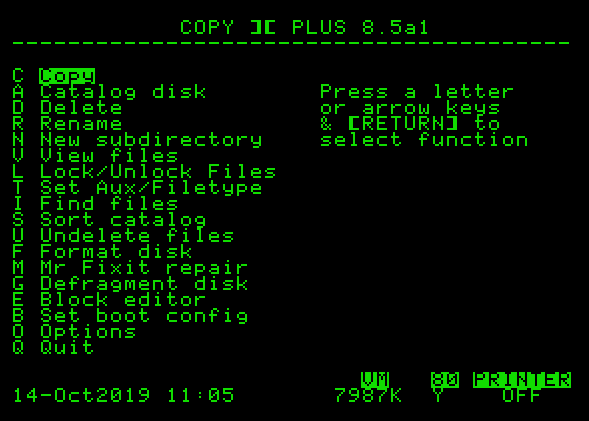 COPY ][ PLUS 8.5a1
----------------------------------------
C Copy
A Catalog disk Press a letter
D Delete or arrow keys
R Rename & [RETURN] to
N New subdirectory select function
V View files
L Lock/Unlock Files
T Set Aux/Filetype
I Find files
S Sort catalog
U Undelete files
F Format disk
M Mr Fixit repair
G Defragment disk
E Block editor
B Set boot config
O Options
Q Quit
VM 80 PRINTER
14-Oct2019 11:05 7987K Y OFF